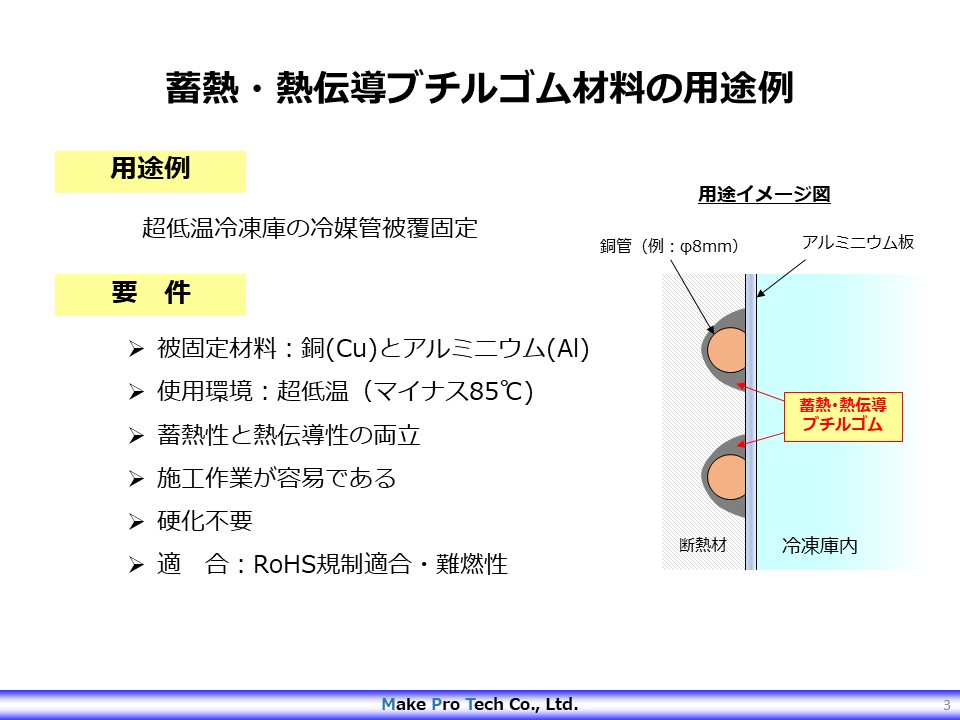 蓄熱・熱伝導ブチルゴム材料の用途例
用途例
超低温冷凍庫の冷媒管被覆固定
要　件
➢ 被固定材料：銅(Cu)とアルミニウム(Al)
➢ 使用環境：超低温（マイナス85℃)
➢ 蓄熱性と熱伝導性の両立
➢ 施工作業が容易である
➢ 硬化不要
➢ 適　合：RoHS規制適合・難燃性
用途イメージ図
銅管（例：φ8mm）
アルミニウム板
蓄熱・熱伝導
ブチルゴム
断熱材
冷凍庫内
Make Pro Tech Co., Ltd.
3